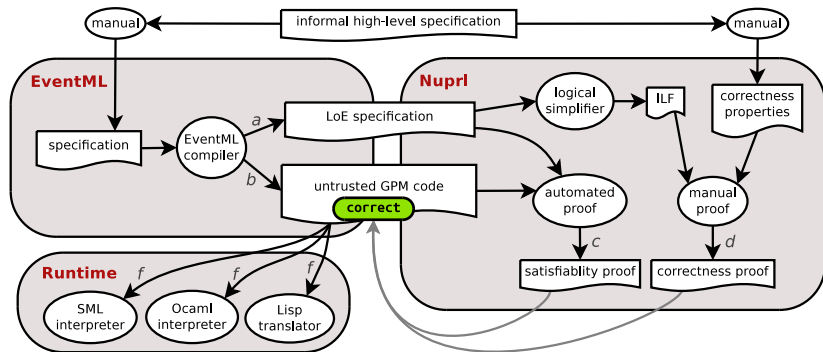 manual
informal high-level specification
manual
EventML
Nuprl
a
LoE specification
logical
simplifier
ILF
correctness
properties
specification
EventML
compiler
b
untrusted GPM code
correct
automated
proof
manual
proof
c
d
satisfiablity proof
correctness proof
Runtime
f
f
f
SML
interpreter
Ocaml
interpreter
Lisp
translator